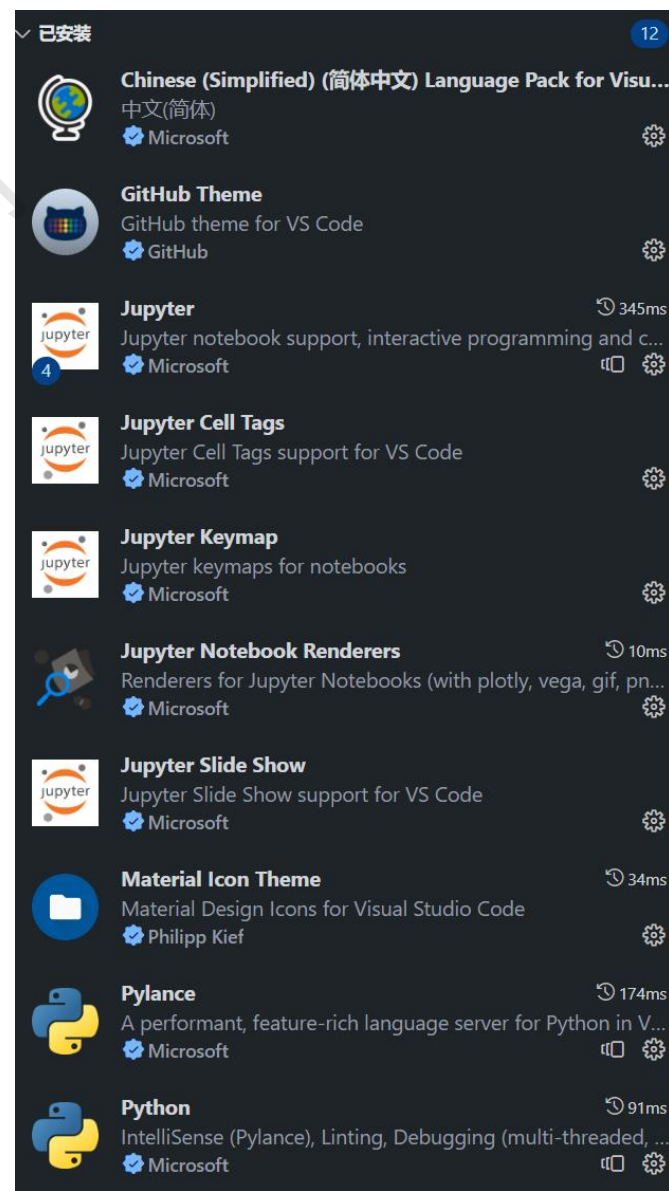 已安装
12
Chinese (Simplified) (简体中文) Language Pack for Visu...
中文(简体)
Microsoft
GitHub Theme
GitHub theme for VS Code
GitHub
jupyter
4
Jupyter
345ms
Jupyter notebook support, interactive programming and c...
Microsoft
jupyter
Jupyter Cell Tags
Jupyter Cell Tags support for VS Code
Microsoft
jupyter
Jupyter Keymap
Jupyter keymaps for notebooks
Microsoft
Jupyter Notebook Renderers
10ms
Renderers for Jupyter Notebooks (with plotly, vega, gif, pn...
Microsoft
jupyter
Jupyter Slide Show
Jupyter Slide Show support for VS Code
Microsoft
Material Icon Theme
34ms
Material Design Icons for Visual Studio Code
Philipp Kief
Pylance
174ms
A performant, feature-rich language server for Python in V...
Microsoft
Python
91ms
IntelliSense (Pylance), Linting, Debugging (multi-threaded, ...
Microsoft